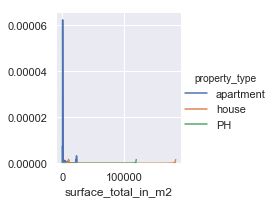 0.00006
0.00004
0.00002
0.00000
0
100000
surface_total_in_m2
property_type
apartment
house
PH